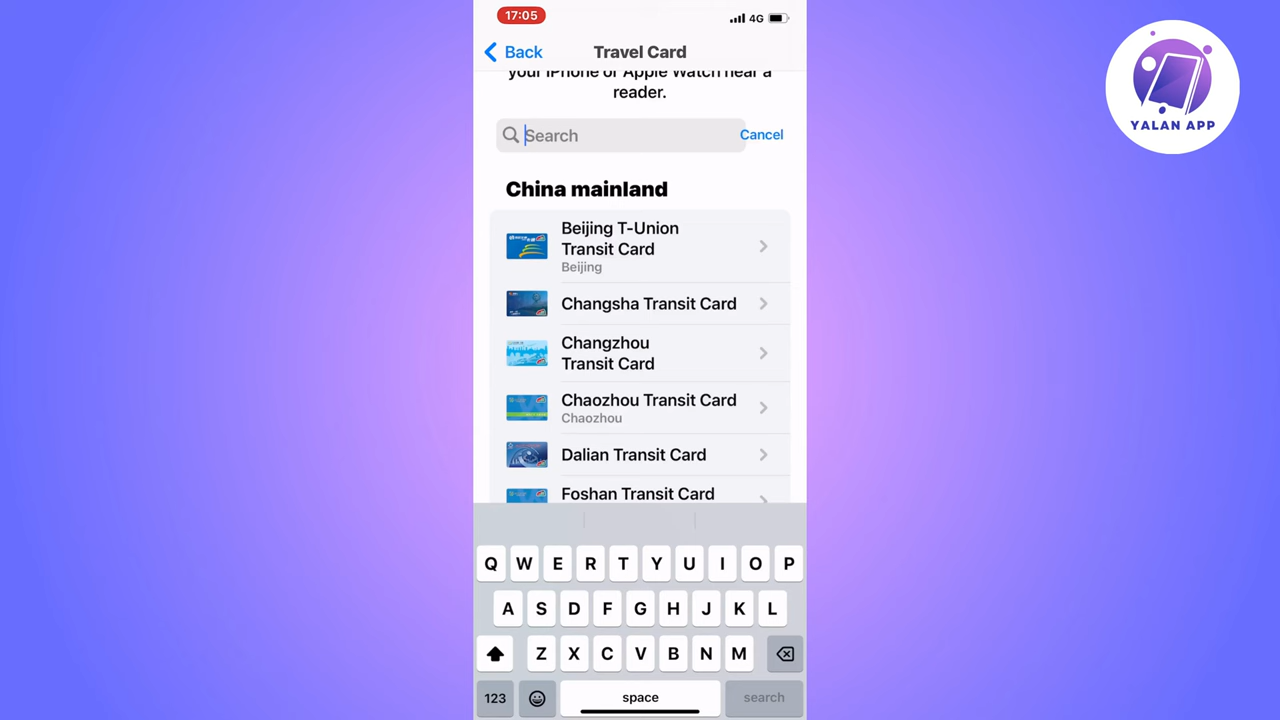 17:05
4G
Back
Travel Card
your iPhone or Apple Watch near a
reader.
Search
Cancel
China mainland
Beijing T-Union
Transit Card
Beijing
Changsha Transit Card
Changzhou
Transit Card
Chaozhou Transit Card
Chaozhou
Dalian Transit Card
Foshan Transit Card
Q W E R T Y U I O P
A S D F G H J K L
Z X C V B N M
123
space
search
YALAN APP